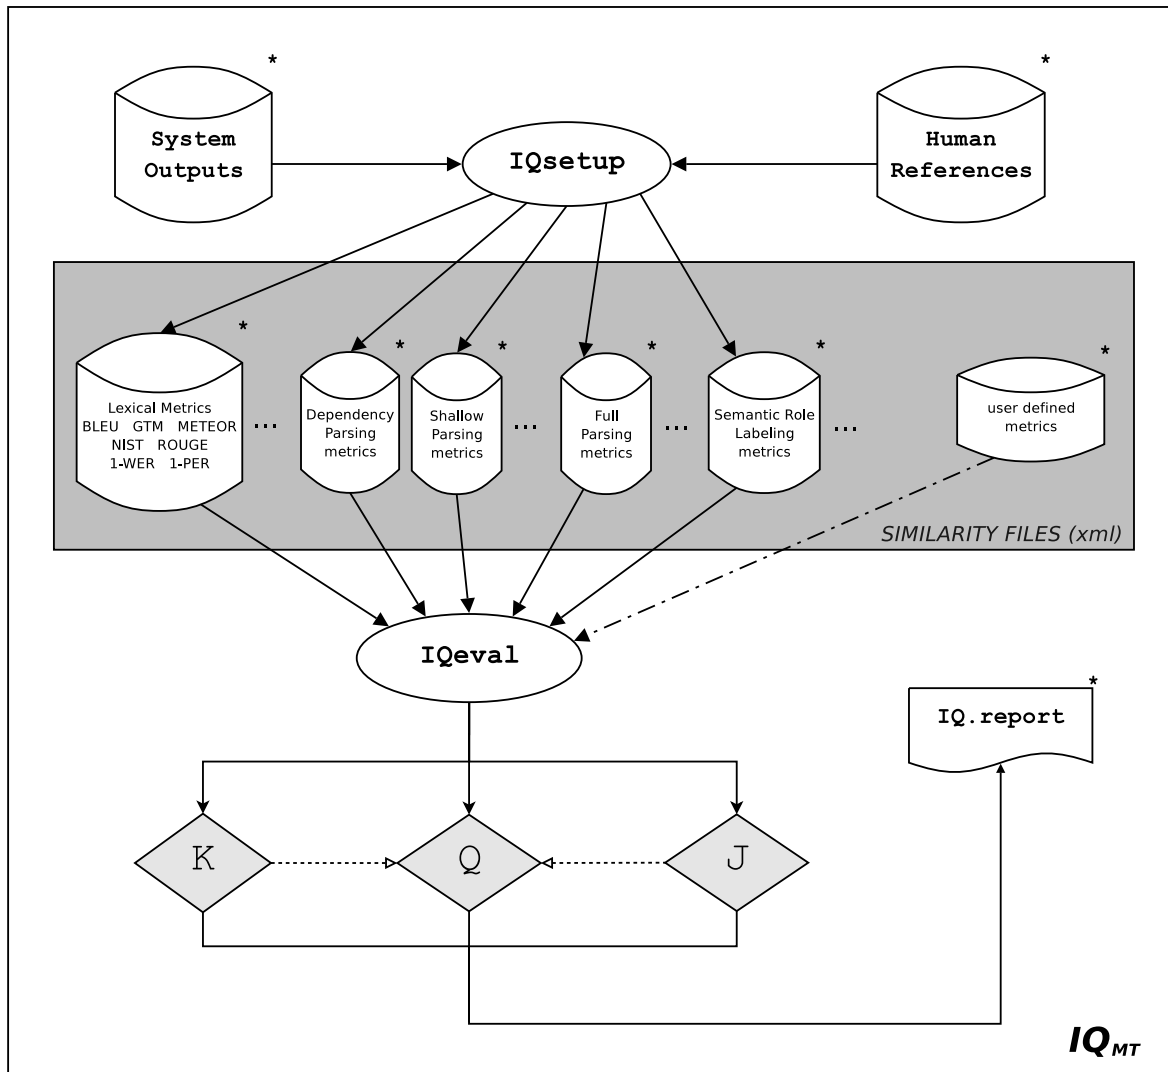 *
*
System
Outputs
IQsetup
Human
References
*
*
*
*
*
*
Lexical Metrics
BLEU GTM METEOR
NIST ROUGE
1-WER 1-PER
...
Dependency
Parsing
metrics
Shallow
Parsing
metrics
...
Full
Parsing
metrics
...
Semantic Role
Labeling
metrics
...
user defined
metrics
SIMILARITY FILES (xml)
IQeval
*
IQ.report
K
Q
J
IQMT